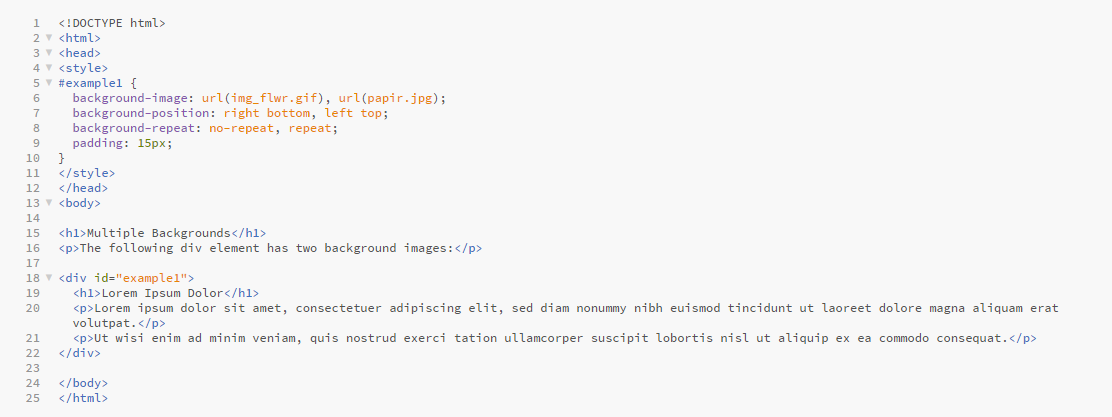 1 <!DOCTYPE html>
2 <html>
3 <head>
4 <style>
5 #example1 {
6   background-image: url(img_flwr.gif), url(papir.jpg);
7   background-position: right bottom, left top;
8   background-repeat: no-repeat, repeat;
9   padding: 15px;
10 }
11 </style>
12 </head>
13 <body>
14
15 <h1>Multiple Backgrounds</h1>
16 <p>The following div element has two background images:</p>
17
18 <div id="example1">
19   <h1>Lorem Ipsum Dolor</h1>
20   <p>Lorem ipsum dolor sit amet, consectetuer adipiscing elit, sed diam nonummy nibh euismod tincidunt ut laoreet dolore magna aliquam erat
volutpat.</p>
21   <p>Ut wisi enim ad minim veniam, quis nostrud exerci tation ullamcorper suscipit lobortis nisl ut aliquip ex ea commodo consequat.</p>
22 </div>
23
24 </body>
25 </html>